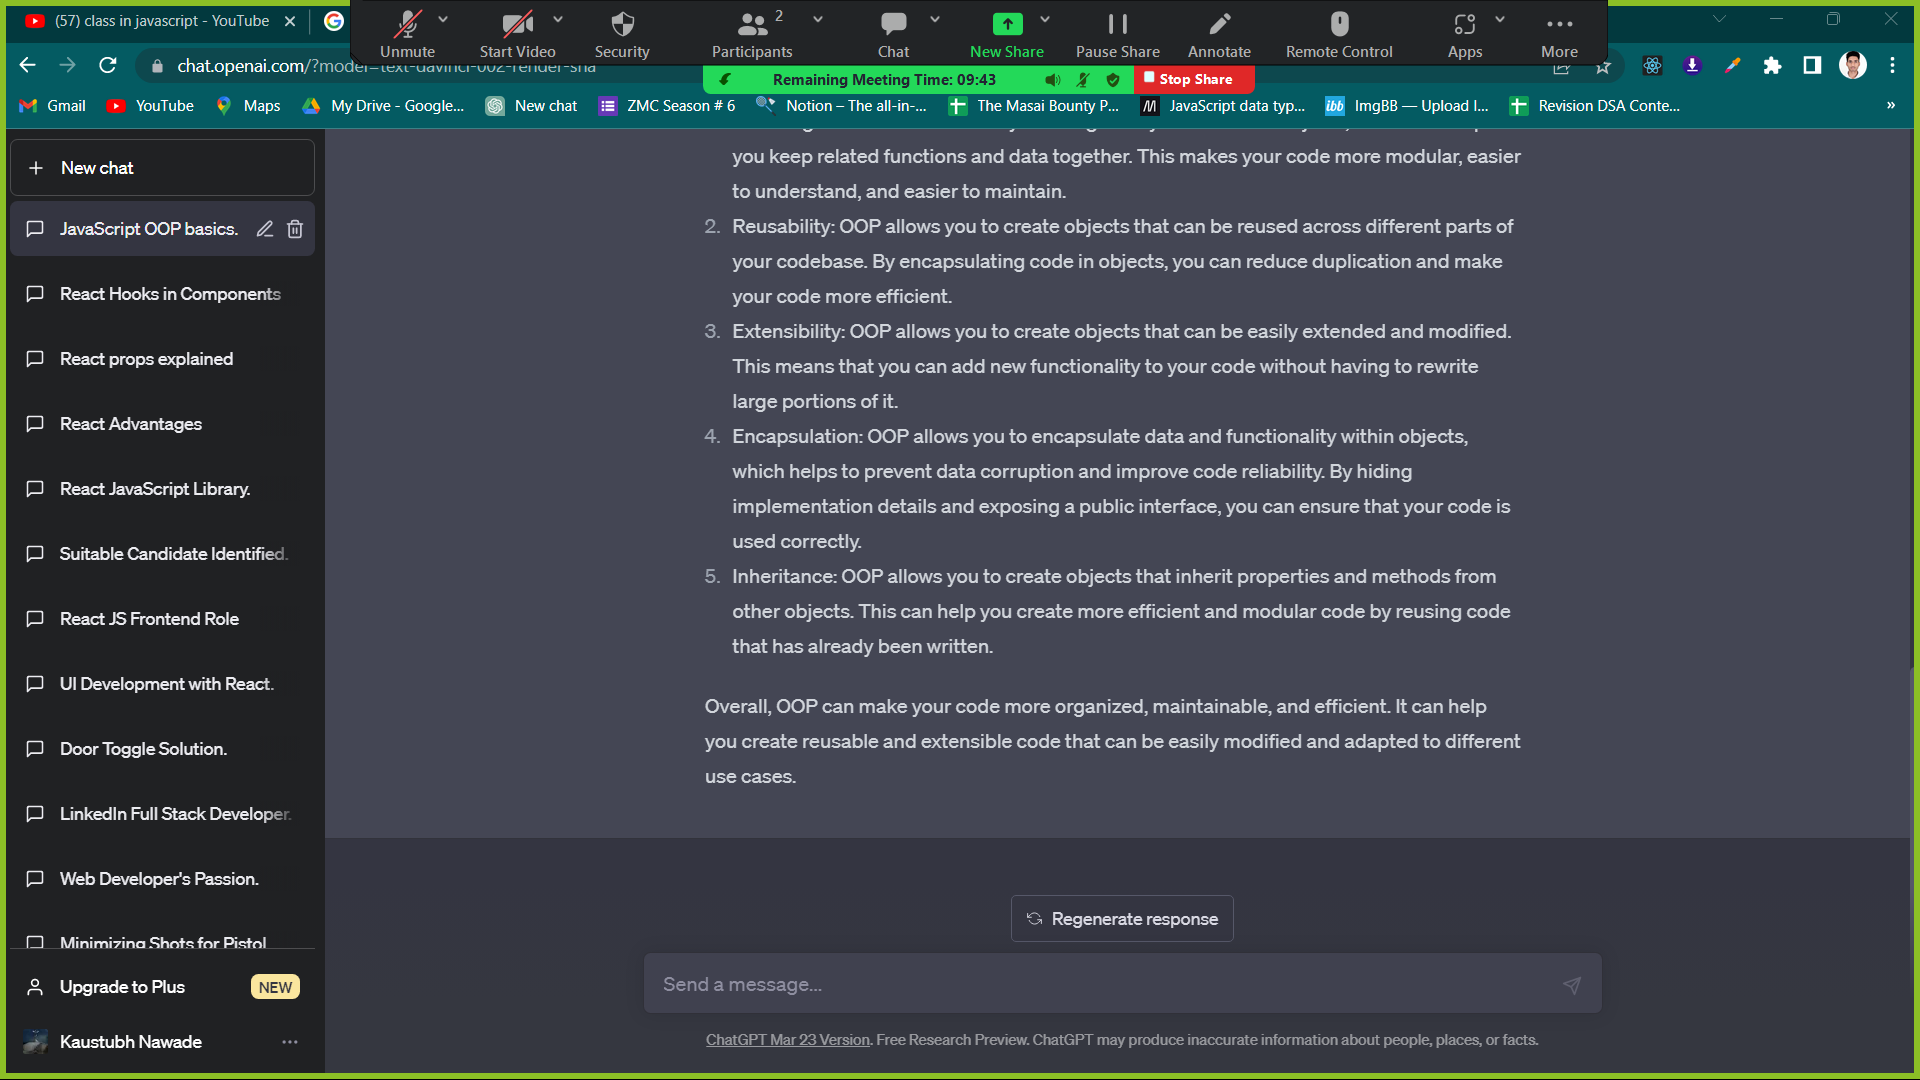 (57) class in javascript - YouTube
Unmute
Start Video
Security
Participants
2
Chat
New Share
Pause Share
Annotate
Remote Control
Apps
More
chat.openai.com/?model=text-davinci-002-render-sha
Remaining Meeting Time: 09:43
Stop Share
Gmail
YouTube
Maps
My Drive - Google...
New chat
ZMC Season # 6
Notion – The all-in-...
The Masai Bounty P...
JavaScript data typ...
ImgBB — Upload I...
Revision DSA Conte...
»
New chat
JavaScript OOP basics.
React Hooks in Components
React props explained
React Advantages
React JavaScript Library.
Suitable Candidate Identified.
React JS Frontend Role
UI Development with React.
Door Toggle Solution.
LinkedIn Full Stack Developer.
Web Developer's Passion.
Minimizing Shots for Pistol
Upgrade to Plus
NEW
Kaustubh Nawade
you keep related functions and data together. This makes your code more modular, easier
to understand, and easier to maintain.
2. Reusability: OOP allows you to create objects that can be reused across different parts of
your codebase. By encapsulating code in objects, you can reduce duplication and make
your code more efficient.
3. Extensibility: OOP allows you to create objects that can be easily extended and modified.
This means that you can add new functionality to your code without having to rewrite
large portions of it.
4. Encapsulation: OOP allows you to encapsulate data and functionality within objects,
which helps to prevent data corruption and improve code reliability. By hiding
implementation details and exposing a public interface, you can ensure that your code is
used correctly.
5. Inheritance: OOP allows you to create objects that inherit properties and methods from
other objects. This can help you create more efficient and modular code by reusing code
that has already been written.
Overall, OOP can make your code more organized, maintainable, and efficient. It can help
you create reusable and extensible code that can be easily modified and adapted to different
use cases.
Regenerate response
Send a message...
ChatGPT Mar 23 Version. Free Research Preview. ChatGPT may produce inaccurate information about people, places, or facts.